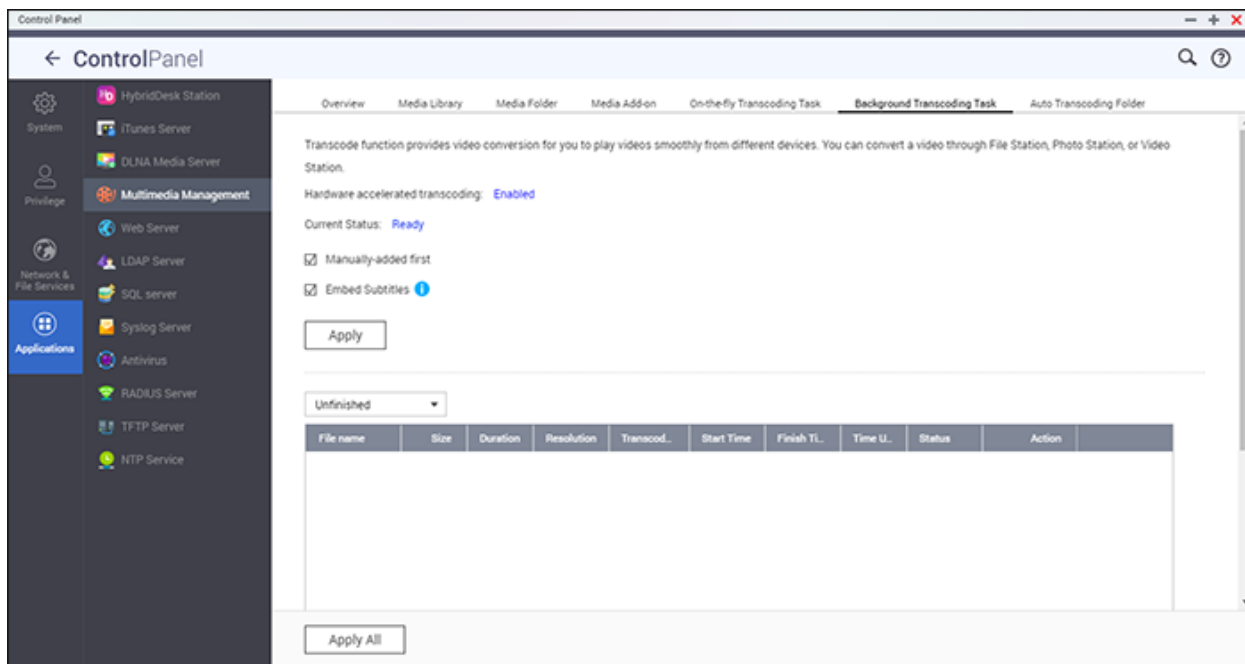 Control Panel
ControlPanel
System
Privilege
Network &
File Services
Applications
HybridDesk Station
iTunes Server
DLNA Media Server
Multimedia Management
Web Server
LDAP Server
SQL server
Syslog Server
Antivirus
RADIUS Server
TFTP Server
NTP Service
Overview Media Library Media Folder Media Add-on On-the-fly Transcoding Task Background Transcoding Task Auto Transcoding Folder
Transcode function provides video conversion for you to play videos smoothly from different devices. You can convert a video through File Station, Photo Station, or Video
Station.
Hardware accelerated transcoding: Enabled
Current Status: Ready
Manually-added first
Embed Subtitles
Apply
Unfinished
File name Size Duration Resolution Transcod... Start Time Finish Ti... Time U... Status Action
Apply All